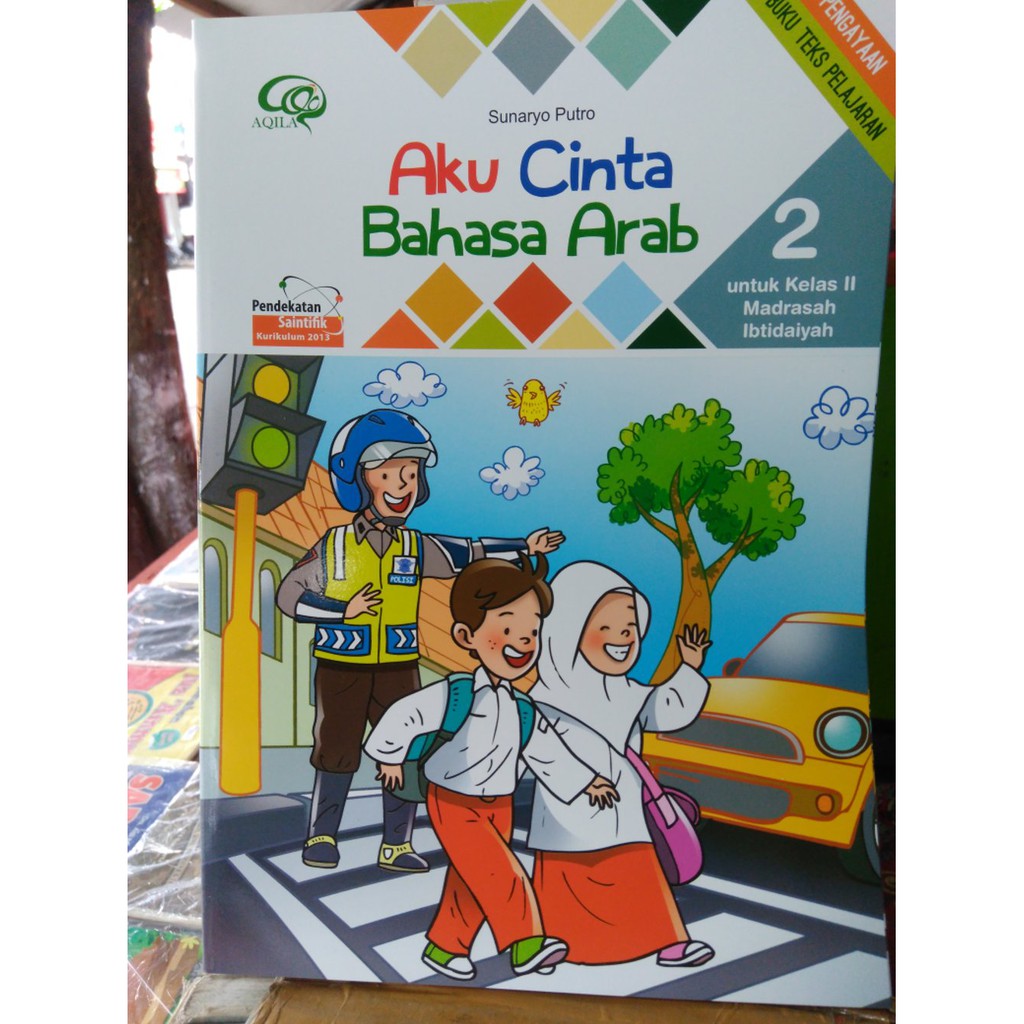 PENGAYAAN
BUKU TEKS PELAJARAN
AQILA
Sunaryo Putro
Aku Cinta
Bahasa Arab
2
untuk Kelas II
Madrasah
Ibtidaiyah
Pendekatan
Saintifik
Kurikulum 2013
POLISI